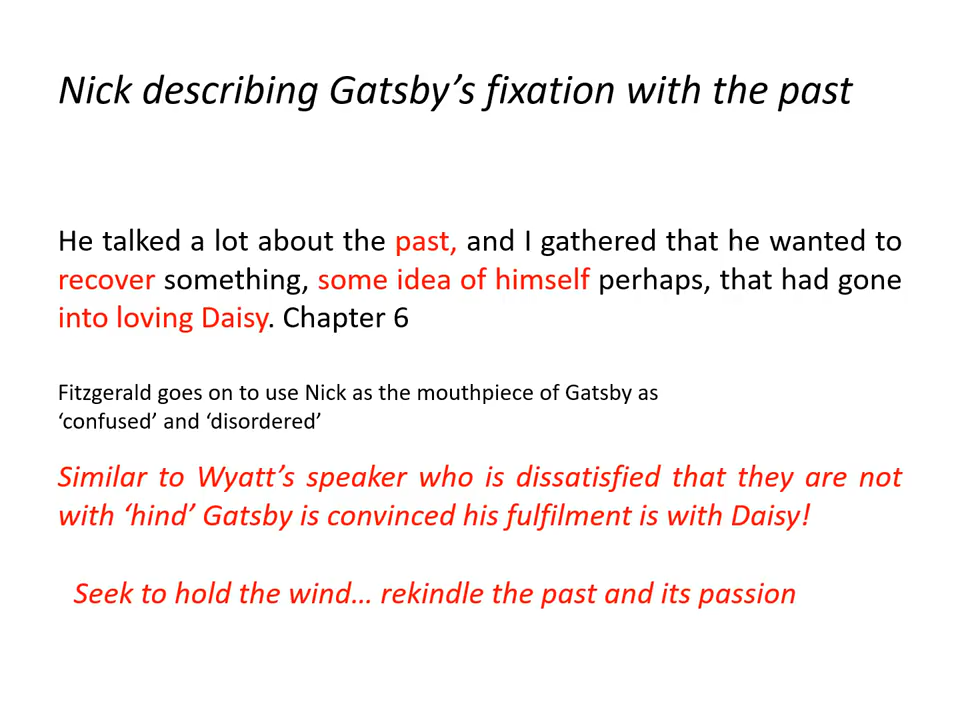 Nick describing Gatsby’s fixation with the past
He talked a lot about the past, and I gathered that he wanted to
recover something, some idea of himself perhaps, that had gone
into loving Daisy. Chapter 6
Fitzgerald goes on to use Nick as the mouthpiece of Gatsby as
‘confused’ and ‘disordered’
Similar to Wyatt’s speaker who is dissatisfied that they are not
with ‘hind’ Gatsby is convinced his fulfilment is with Daisy!
Seek to hold the wind… rekindle the past and its passion